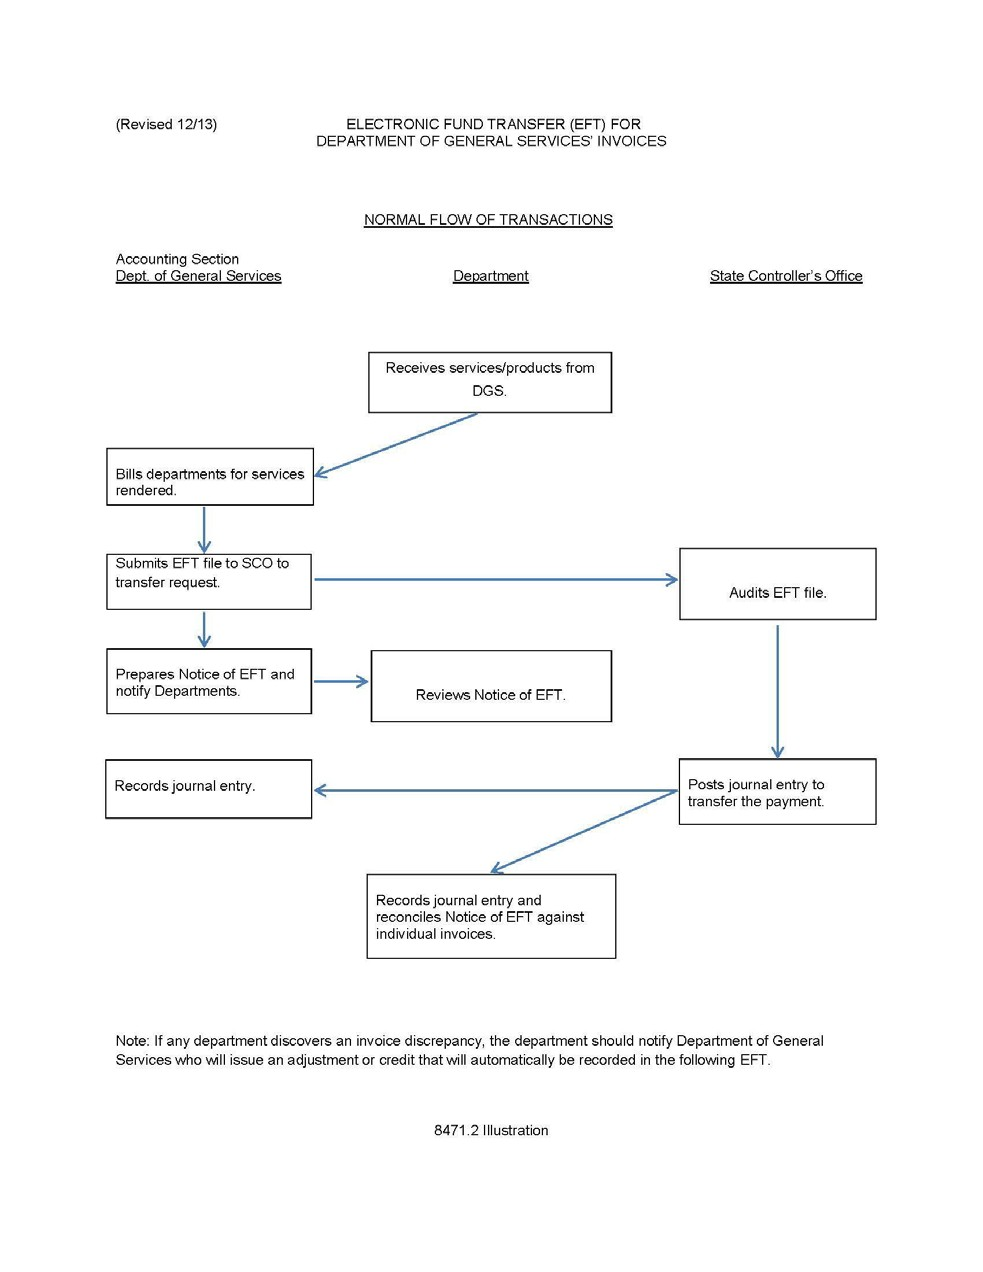 (Revised 12/13)
ELECTRONIC FUND TRANSFER (EFT) FOR
DEPARTMENT OF GENERAL SERVICES' INVOICES
NORMAL FLOW OF TRANSACTIONS
Accounting Section
Dept. of General Services
Department
State Controller's Office
Receives services/products from
DGS.
Bills departments for services
rendered.
Submits EFT file to SCO to
transfer request.
Audits EFT file.
Prepares Notice of EFT and
notify Departments.
Reviews Notice of EFT.
Records journal entry.
Posts journal entry to
transfer the payment.
Records journal entry and
reconciles Notice of EFT against
individual invoices.
Note: If any department discovers an invoice discrepancy, the department should notify Department of General
Services who will issue an adjustment or credit that will automatically be recorded in the following EFT.
8471.2 Illustration